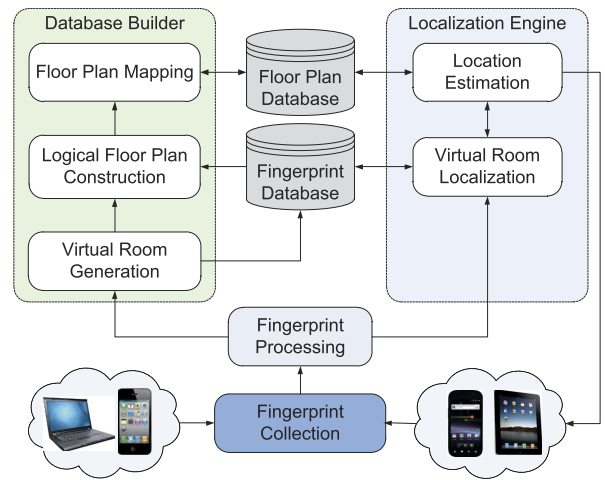 Database Builder
Localization Engine
Floor Plan Mapping
Floor Plan
Database
Location
Estimation
Logical Floor Plan
Construction
Fingerprint
Database
Virtual Room
Localization
Virtual Room
Generation
Fingerprint
Processing
Fingerprint
Collection